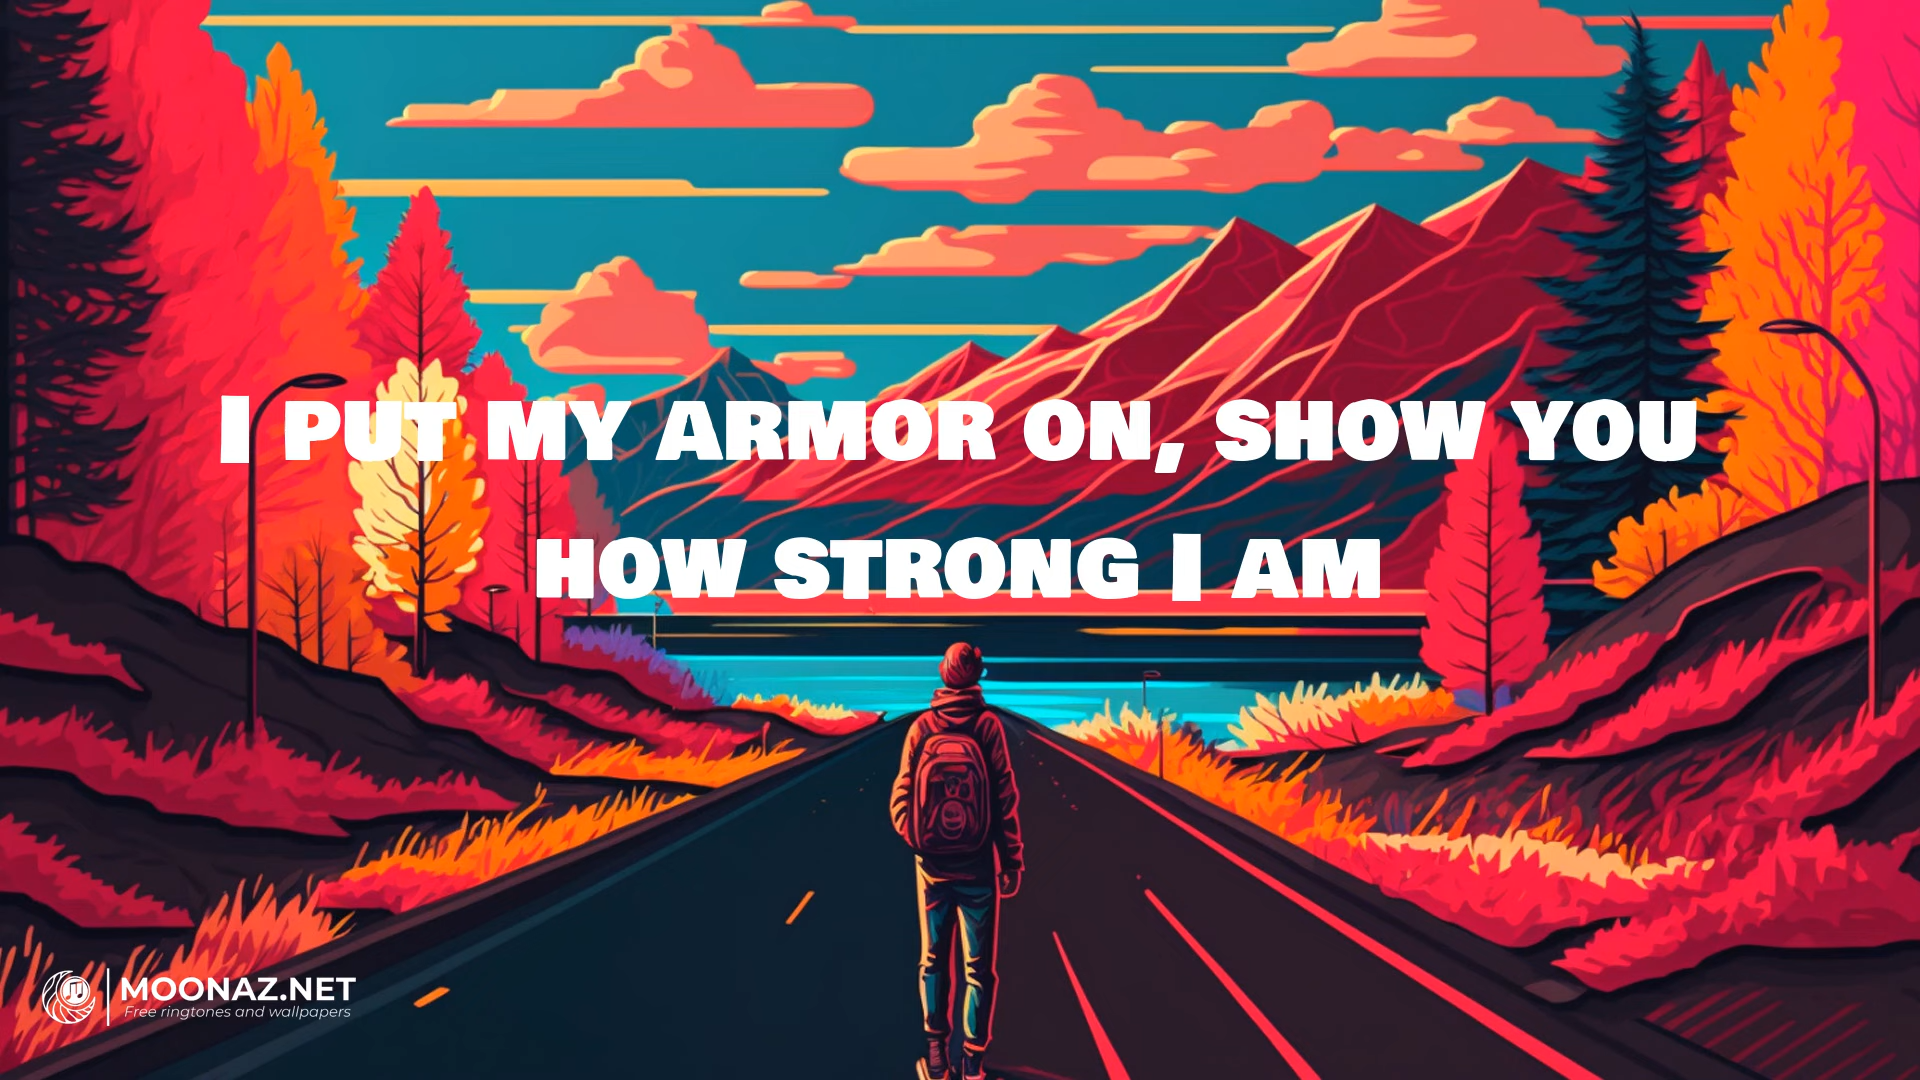 I put my armor on, show you
how strong I am
MOONAZ.NET
Free ringtones and wallpapers